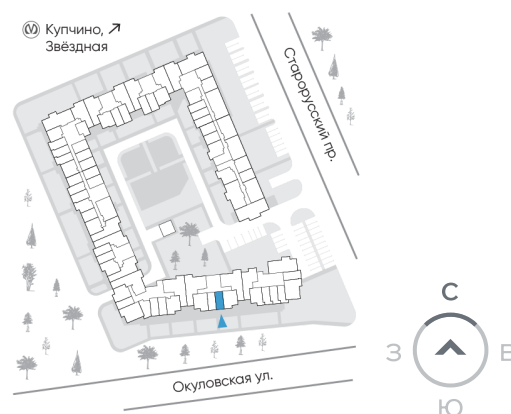 Купчино,
Звёздная
Старорусский пр.
Окуловская ул.
С
З
В
Ю